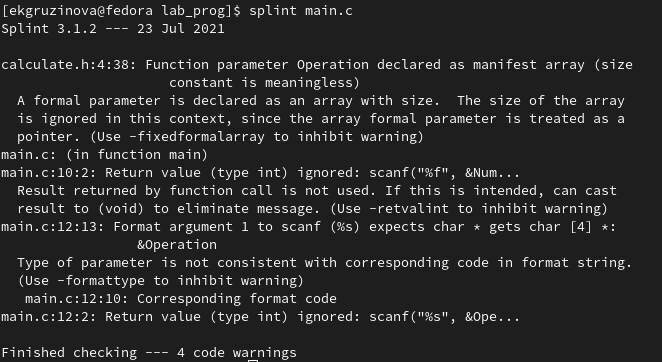 [ekgruzinova@fedora lab_prog]$ splint main.c
Splint 3.1.2 --- 23 Jul 2021

calculate.h:4:38: Function parameter Operation declared as manifest array (size
                     constant is meaningless)
  A formal parameter is declared as an array with size.  The size of the array
  is ignored in this context, since the array formal parameter is treated as a
  pointer. (Use -fixedformalarray to inhibit warning)
main.c: (in function main)
main.c:10:2: Return value (type int) ignored: scanf("%f", &Num...
  Result returned by function call is not used. If this is intended, can cast
  result to (void) to eliminate message. (Use -retvalint to inhibit warning)
main.c:12:13: Format argument 1 to scanf (%s) expects char * gets char [4] *:
                 &Operation
  Type of parameter is not consistent with corresponding code in format string.
  (Use -formattype to inhibit warning)
   main.c:12:10: Corresponding format code
main.c:12:2: Return value (type int) ignored: scanf("%s", &Ope...

Finished checking --- 4 code warnings